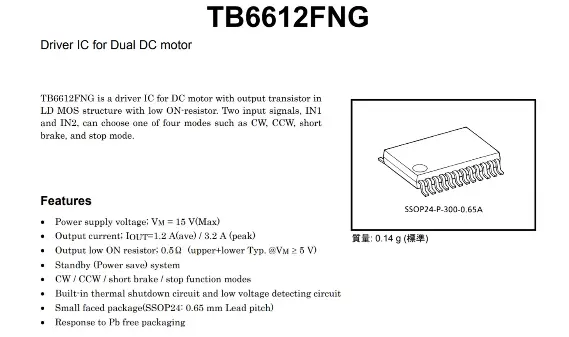 TB6612FNG
Driver IC for Dual DC motor
TB6612FNG is a driver IC for DC motor with output transistor in
LD MOS structure with low ON-resistor. Two input signals, IN1
and IN2, can choose one of four modes such as CW, CCW, short
brake, and stop mode.
SSOP24-P-300-0.65A
質量: 0.14 g (標準)
Features
• Power supply voltage; VM = 15 V(Max)
• Output current; IOUT=1.2 A(ave) / 3.2 A (peak)
• Output low ON resistor; 0.5Ω (upper+lower Typ. @VM ≥ 5 V)
• Standby (Power save) system
• CW / CCW / short brake / stop function modes
• Built-in thermal shutdown circuit and low voltage detecting circuit
• Small faced package(SSOP24: 0.65 mm Lead pitch)
• Response to Pb free packaging